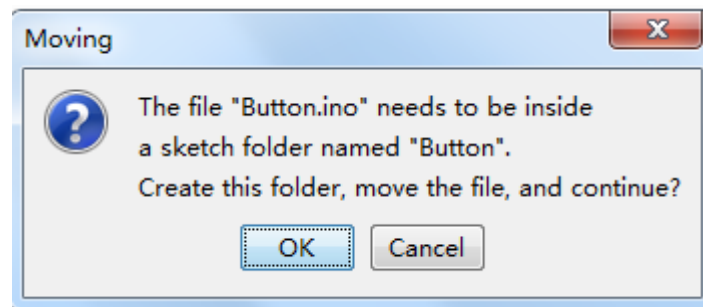 Moving
The file "Button.ino" needs to be inside
a sketch folder named "Button".
Create this folder, move the file, and continue?
OK
Cancel